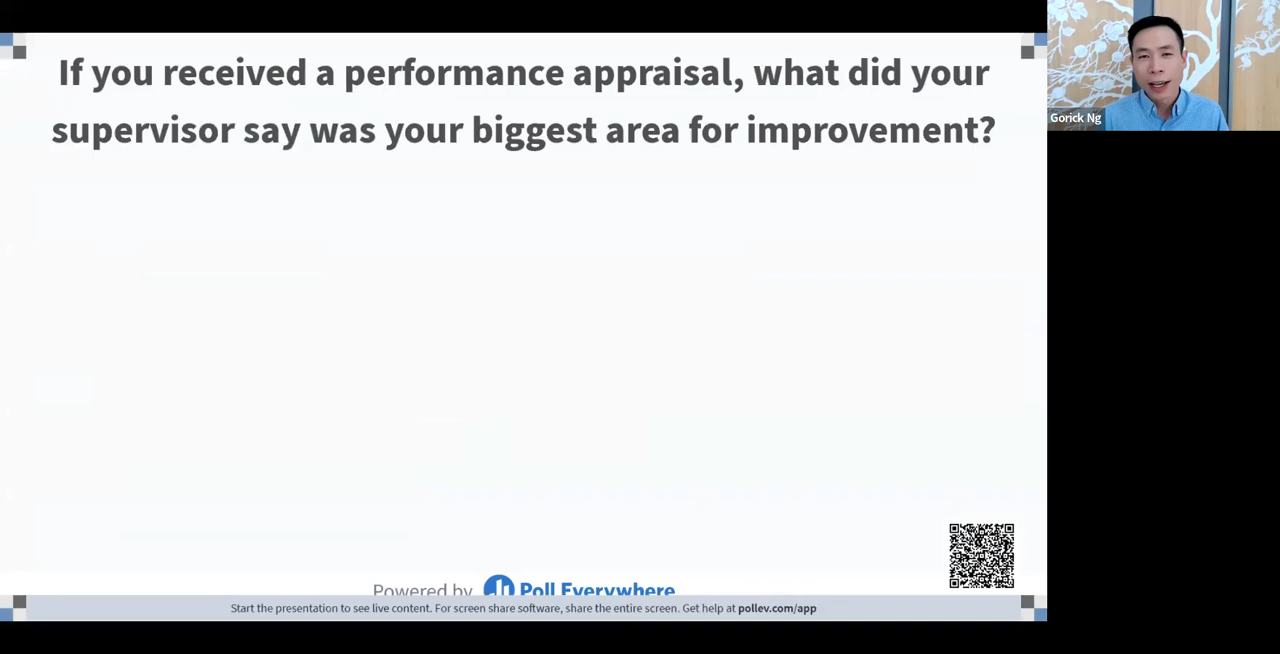 If you received a performance appraisal, what did your
supervisor say was your biggest area for improvement?
Gorick Ng
Powered by Poll Everywhere
Start the presentation to see live content. For screen share software, share the entire screen. Get help at pollev.com/app